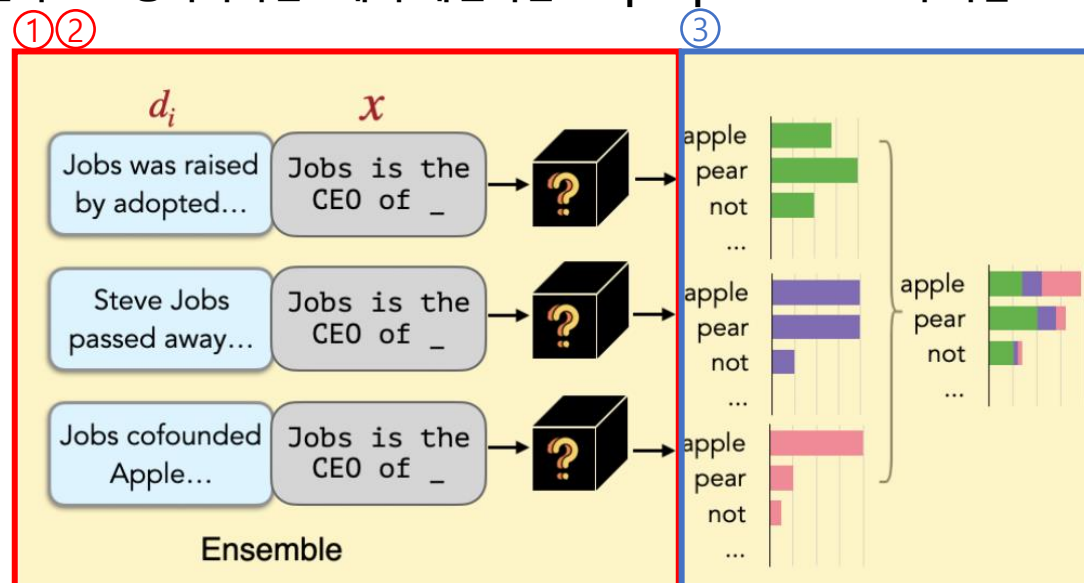 ①②
③
d_i
x
Jobs was raised
by adopted…
Jobs is the
CEO of _
?
apple
pear
not
...
Steve Jobs
passed away…
Jobs is the
CEO of _
?
apple
pear
not
...
apple
pear
not
...
Jobs cofounded
Apple…
Jobs is the
CEO of _
?
apple
pear
not
...
Ensemble